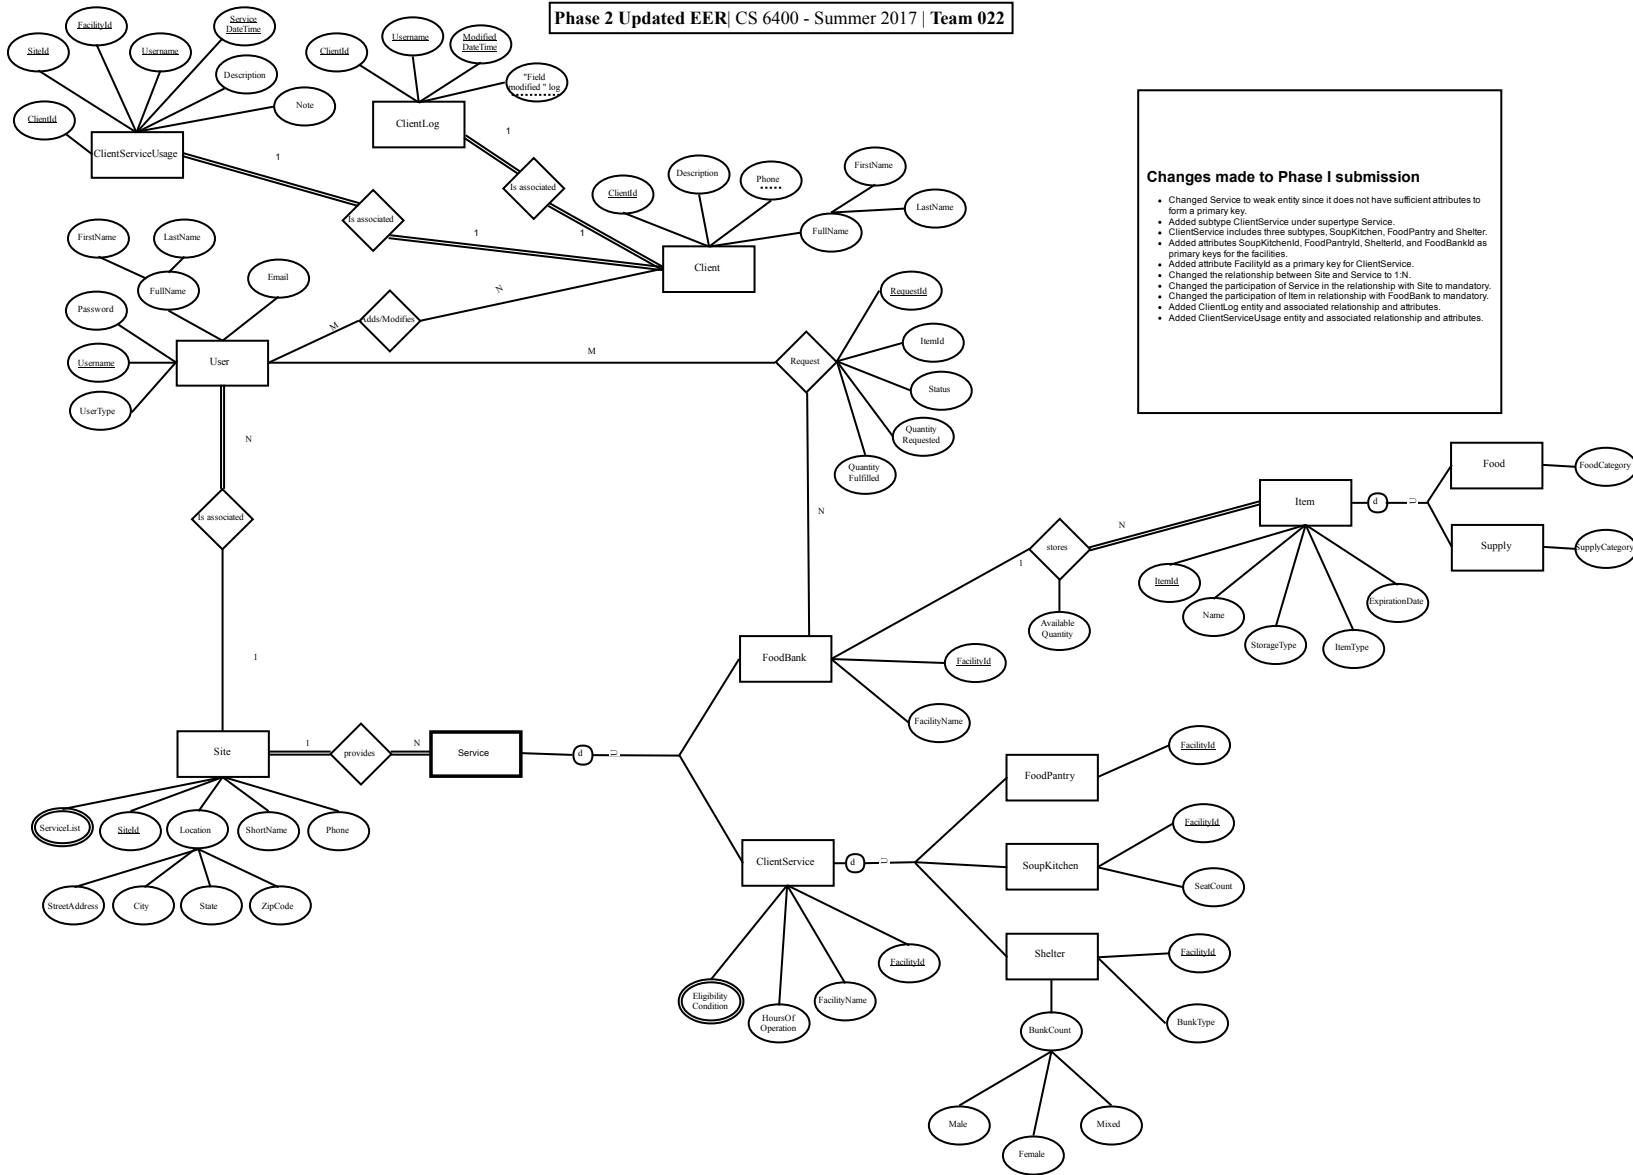 Phase 2 Updated EER| CS 6400 - Summer 2017 | Team 022
SiteId
FacilityId
Username
Service
DateTime
Description
Note
ClientId
ClientServiceUsage
1
Is associated
1
ClientId
Username
Modified
DateTime
"Field
modified " log
ClientLog
1
Is associated
1
ClientId
Description
Phone
FirstName
LastName
FullName
Client
Changes made to Phase I submission
• Changed Service to weak entity since it does not have sufficient attributes to
form a primary key.
• Added subtype ClientService under supertype Service.
• ClientService includes three subtypes, SoupKitchen, FoodPantry and Shelter.
• Added attributes SoupKitchenId, FoodPantryId, ShelterId, and FoodBankId as
primary keys for the facilities.
• Added attribute FacilityId as a primary key for ClientService.
• Changed the relationship between Site and Service to 1:N.
• Changed the participation of Service in the relationship with Site to mandatory.
• Changed the participation of Item in relationship with FoodBank to mandatory.
• Added ClientLog entity and associated relationship and attributes.
• Added ClientServiceUsage entity and associated relationship and attributes.
FirstName
LastName
FullName
Email
Password
Username
UserType
User
M
Adds/Modifies
N
M
Request
RequestId
ItemId
Status
Quantity
Requested
Quantity
Fulfilled
N
N
Is associated
1
FoodBank
FacilityId
FacilityName
1
stores
N
Available
Quantity
Item
ItemId
Name
StorageType
ItemType
ExpirationDate
d
⊃
Food
FoodCategory
Supply
SupplyCategory
Site
1
provides
N
Service
d
⊃
ServiceList
SiteId
Location
ShortName
Phone
StreetAddress
City
State
ZipCode
ClientService
d
⊃
Eligibility
Condition
HoursOf
Operation
FacilityName
FacilityId
FoodPantry
FacilityId
SoupKitchen
FacilityId
SeatCount
Shelter
FacilityId
BunkType
BunkCount
Male
Female
Mixed